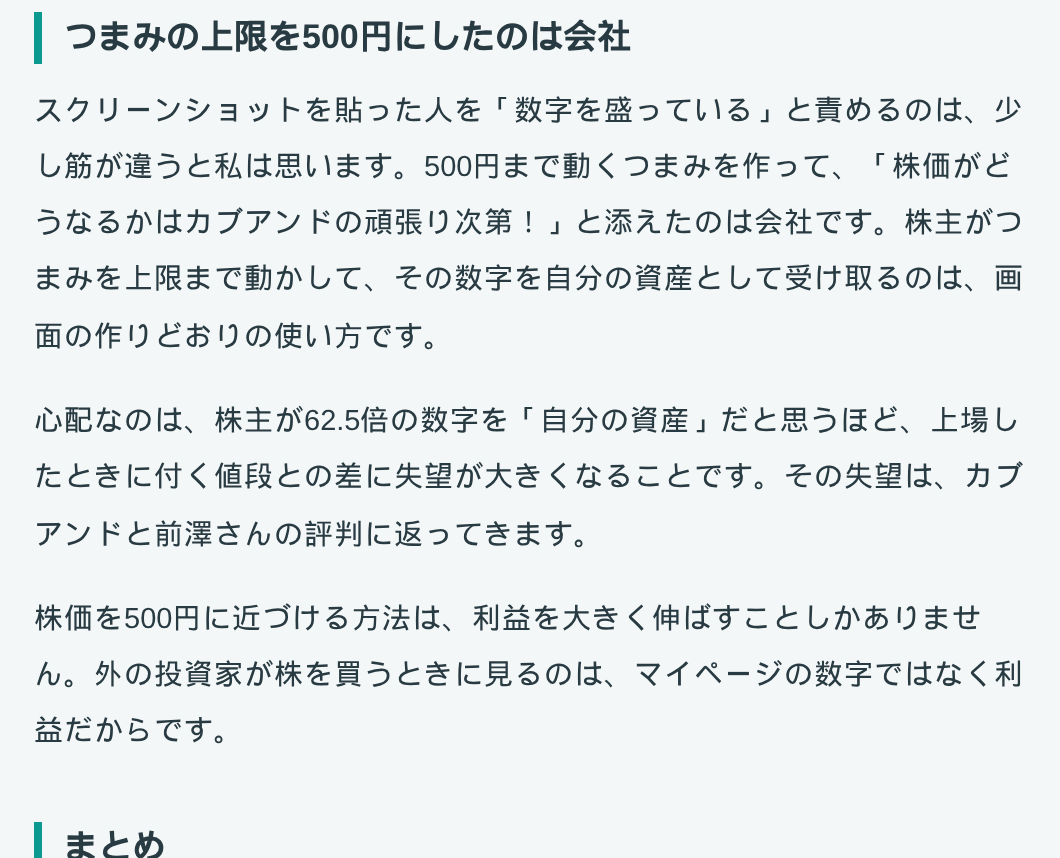 つまみの上限を500円にしたのは会社
スクリーンショットを貼った人を「数字を盛っている」と責めるのは、少
し筋が違うと私は思います。500円まで動くつまみを作って、「株価がど
うなるかはカブアンドの頑張り次第！」と添えたのは会社です。株主がつ
まみを上限まで動かして、その数字を自分の資産として受け取るのは、画
面の作りどおりの使い方です。
心配なのは、株主が62.5倍の数字を「自分の資産」だと思うほど、上場し
たときに付く値段との差に失望が大きくなることです。その失望は、カブ
アンドと前澤さんの評判に返ってきます。
株価を500円に近づける方法は、利益を大きく伸ばすことしかありませ
ん。外の投資家が株を買うときに見るのは、マイページの数字ではなく利
益だからです。
まとめ